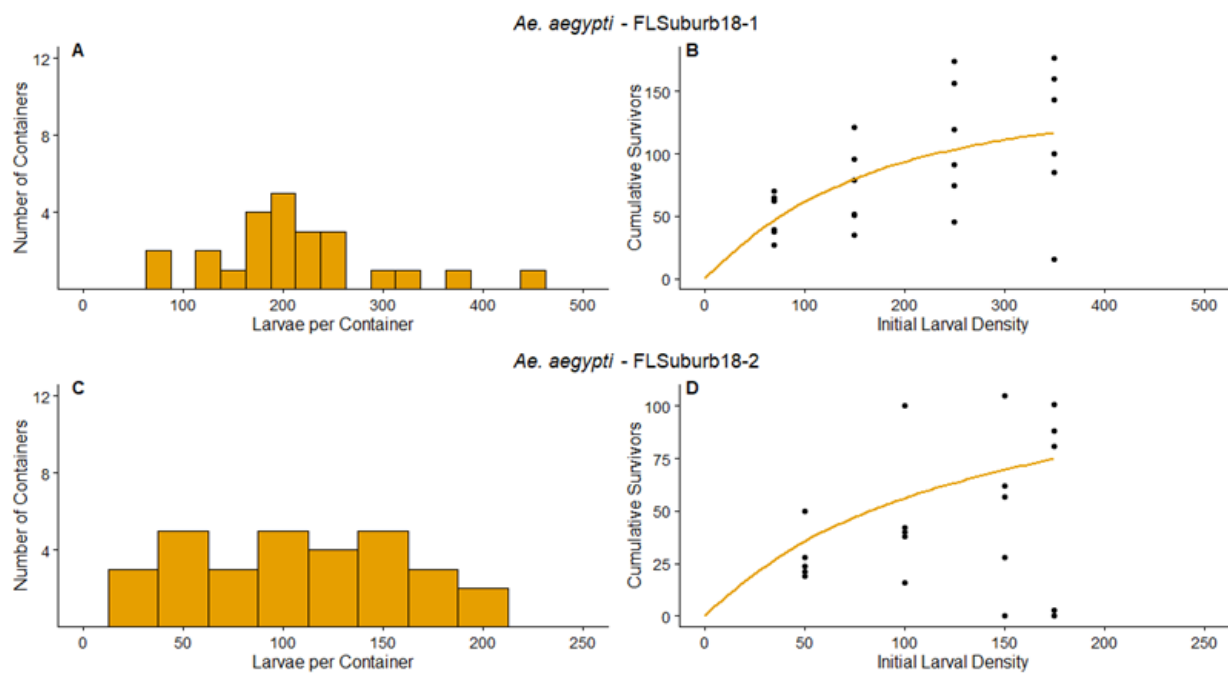 Ae. aegypti - FLSuburb18-1
A
12
8
4
Number of Containers
0 100 200 300 400 500
Larvae per Container
B
150
100
50
0
Cumulative Survivors
0 100 200 300 400 500
Initial Larval Density
Ae. aegypti - FLSuburb18-2
C
12
8
4
Number of Containers
0 50 100 150 200 250
Larvae per Container
D
100
75
50
25
0
Cumulative Survivors
0 50 100 150 200 250
Initial Larval Density